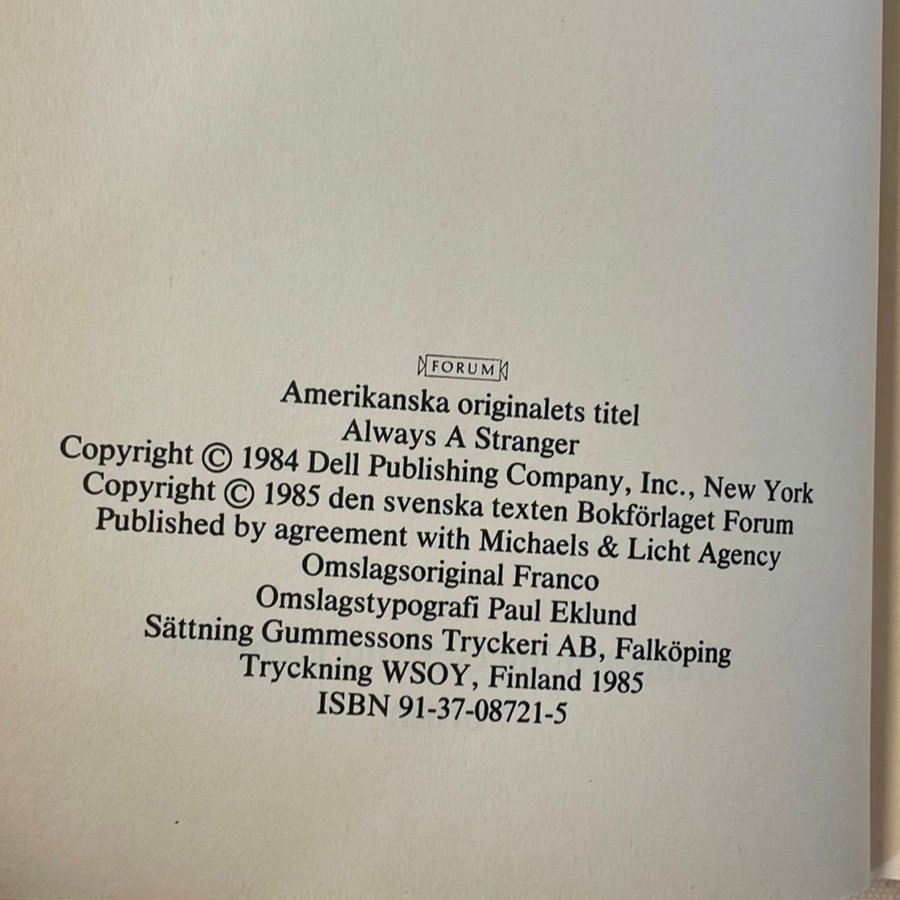 FORUM
Amerikanska originalets titel
Always A Stranger
Copyright © 1984 Dell Publishing Company, Inc., New York
Copyright © 1985 den svenska texten Bokförlaget Forum
Published by agreement with Michaels & Licht Agency
Omslagsoriginal Franco
Omslagstypografi Paul Eklund
Sättning Gummessons Tryckeri AB, Falköping
Tryckning WSOY, Finland 1985
ISBN 91-37-08721-5